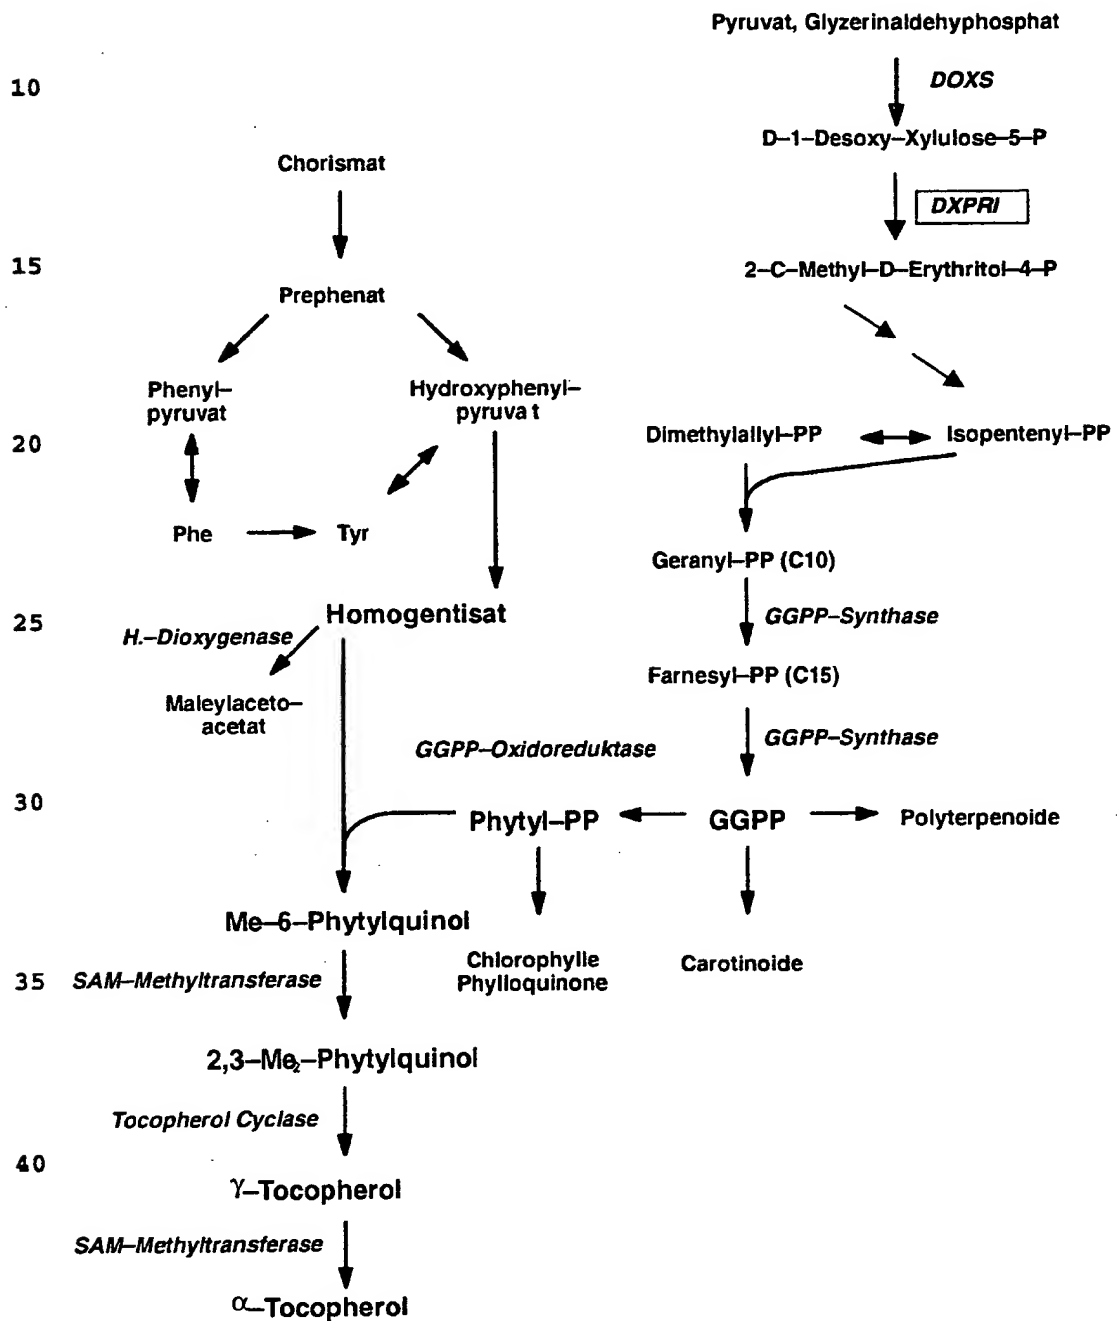 Pyruvat, Glyzerinaldehyphosphat
10
DOXS
D-1-Desoxy-Xylulose-5-P
Chorismat
DXPRI
15
2-C-Methyl-D-Erythritol-4-P
Prephenat
Phenyl-
pyruvat
Hydroxyphenyl-
pyruvat
20
Dimethylallyl-PP
Isopentenyl-PP
Phe
Tyr
Geranyl-PP (C10)
25
Homogentisat
GGPP-Synthase
H.-Dioxygenase
Farnesyl-PP (C15)
Maleylaceto-
acetat
GGPP-Oxidoreduktase
GGPP-Synthase
30
Phytyl-PP
GGPP
Polyterpenoide
Me-6-Phytylquinol
Chlorophylle
Phylloquinone
Carotinoide
35
SAM-Methyltransferase
2,3-Me₂-Phytylquinol
Tocopherol Cyclase
40
γ-Tocopherol
SAM-Methyltransferase
α-Tocopherol